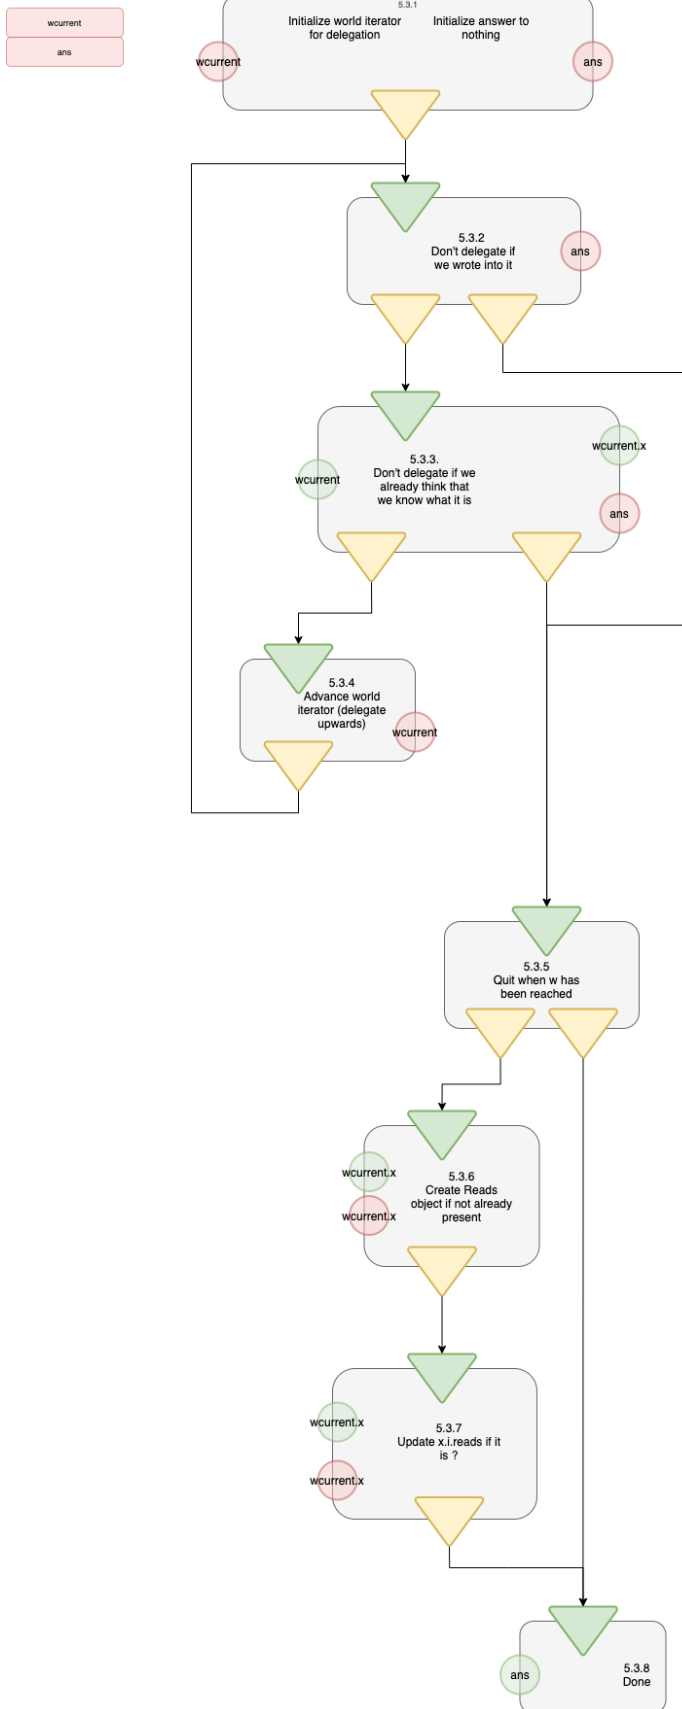 wcurrent
ans
5.3.1
Initialize world iterator
for delegation
Initialize answer to
nothing
wcurrent
ans
5.3.2
Don't delegate if
we wrote into it
ans
5.3.3.
Don't delegate if we
already think that
we know what it is
wcurrent
wcurrent.x
ans
5.3.4
Advance world
iterator (delegate
upwards)
wcurrent
5.3.5
Quit when w has
been reached
wcurrent.x
wcurrent.x
5.3.6
Create Reads
object if not already
present
wcurrent.x
wcurrent.x
5.3.7
Update x.i.reads if it
is ?
ans
5.3.8
Done